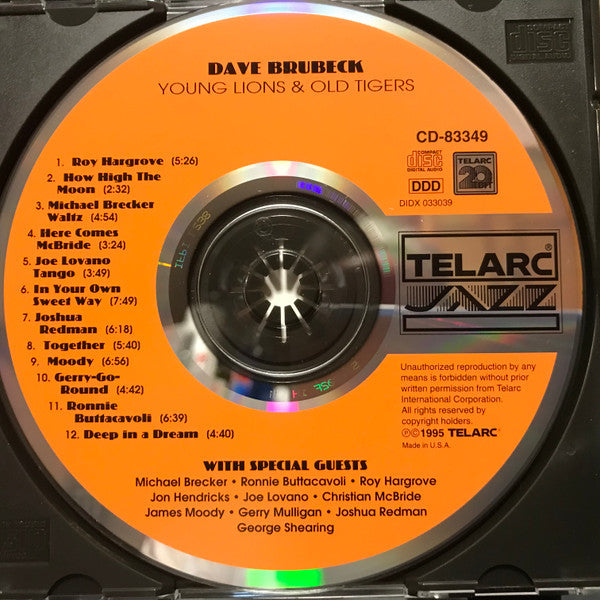 DAVE BRUBECK
YOUNG LIONS & OLD TIGERS
CD-83349
COMPACT
disc
DIGITAL AUDIO
TELARC
20
BIT
DDD
DIDX 033039
1. Roy Hargrove (5:26)
2. How High The
Moon (2:32)
3. Michael Brecker
Waltz (4:54)
4. Here Comes
McBride (3:24)
5. Joe Lovano
Tango (3:49)
6. In Your Own
Sweet Way (7:49)
7. Joshua
Redman (6:18)
8. Together (5:40)
9. Moody (6:56)
10. Gerry-Go-
Round (4:42)
11. Ronnie
Buttacavoli (6:39)
12. Deep in a Dream (4:40)
TELARC®
JAZZ
Unauthorized reproduction by any
means is forbidden without prior
written permission from Telarc
International Corporation.
All rights reserved by
copyright holders.
℗©1995 TELARC®
Made in U.S.A.
WITH SPECIAL GUESTS
Michael Brecker • Ronnie Buttacavoli • Roy Hargrove
Jon Hendricks • Joe Lovano • Christian McBride
James Moody • Gerry Mulligan • Joshua Redman
George Shearing
COMPACT
disc
DIGITAL AUDIO